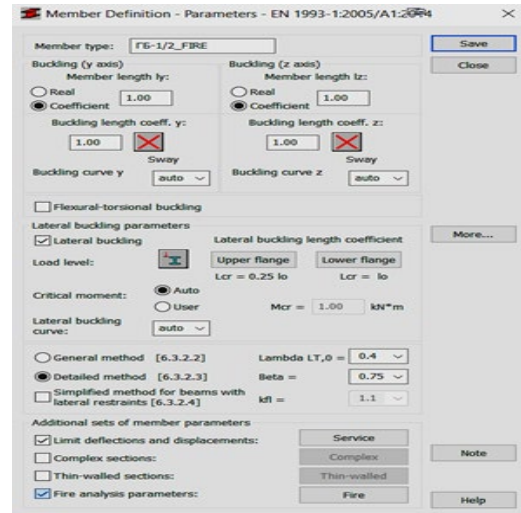 Member Definition - Parameters - EN 1993-1:2005/A1:2014
Member type: ГБ-1/2_FIRE
Save
Close
Buckling (y axis)
Buckling (z axis)
Member length ly:
Member length lz:
Real
Coefficient
1.00
Real
Coefficient
1.00
Buckling length coeff. y:
Buckling length coeff. z:
1.00
Sway
1.00
Sway
Buckling curve y
auto
Buckling curve z
auto
Flexural-torsional buckling
Lateral buckling parameters
Lateral buckling
Lateral buckling length coefficient
More...
Load level:
Upper flange
Lower flange
Lcr = 0.25 lo
Lcr = lo
Critical moment:
Auto
User
Mcr = 1.00 kN*m
Lateral buckling
curve:
auto
General method [6.3.2.2]
Lambda LT,0 = 0.4
Detailed method [6.3.2.3]
Beta = 0.75
Simplified method for beams with
lateral restraints [6.3.2.4]
kfl = 1.1
Additional sets of member parameters
Limit deflections and displacements:
Service
Complex sections:
Complex
Note
Thin-walled sections:
Thin-walled
Fire analysis parameters:
Fire
Help